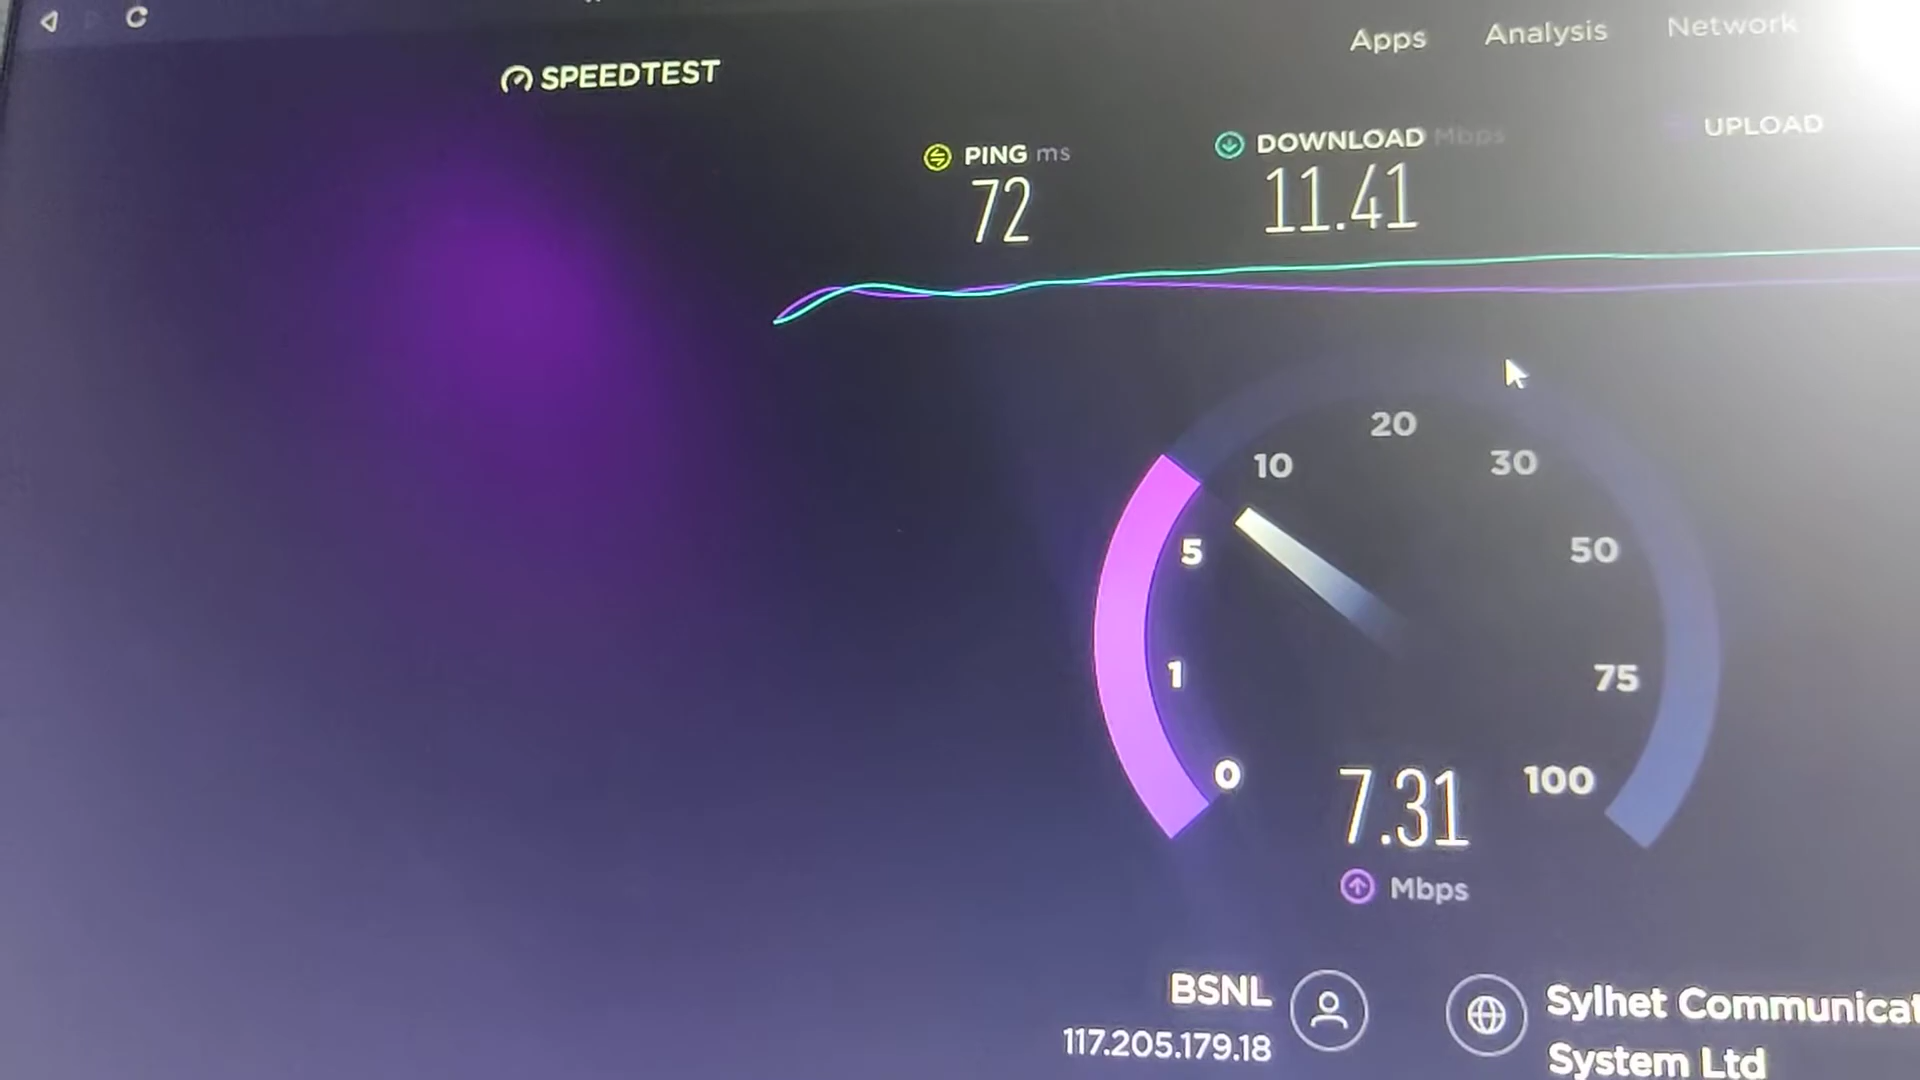 Apps Analysis Network
SPEEDTEST
PING ms
DOWNLOAD Mbps
UPLOAD
72
11.41
0
1
5
10
20
30
50
75
100
7.31
Mbps
BSNL
117.205.179.18
Sylhet Communicat
System Ltd